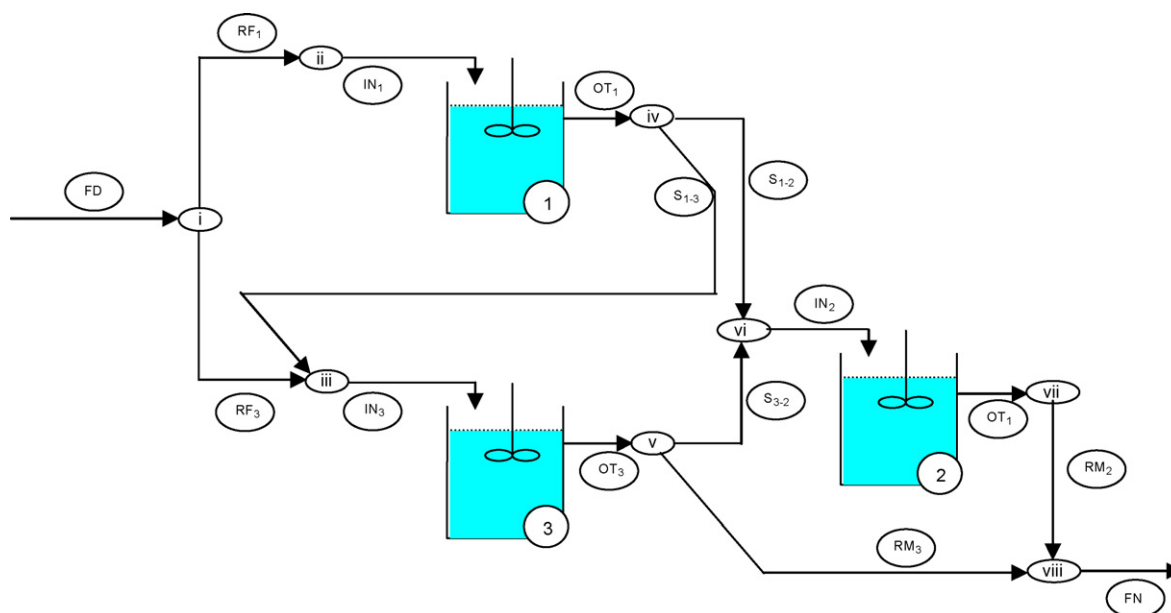 RF₁
ii
IN₁
OT₁
iv
FD
i
1
S₁₋₃
S₁₋₂
vi
IN₂
iii
RF₃
IN₃
S₃₋₂
vii
OT₁
v
OT₃
2
RM₂
3
RM₃
viii
FN